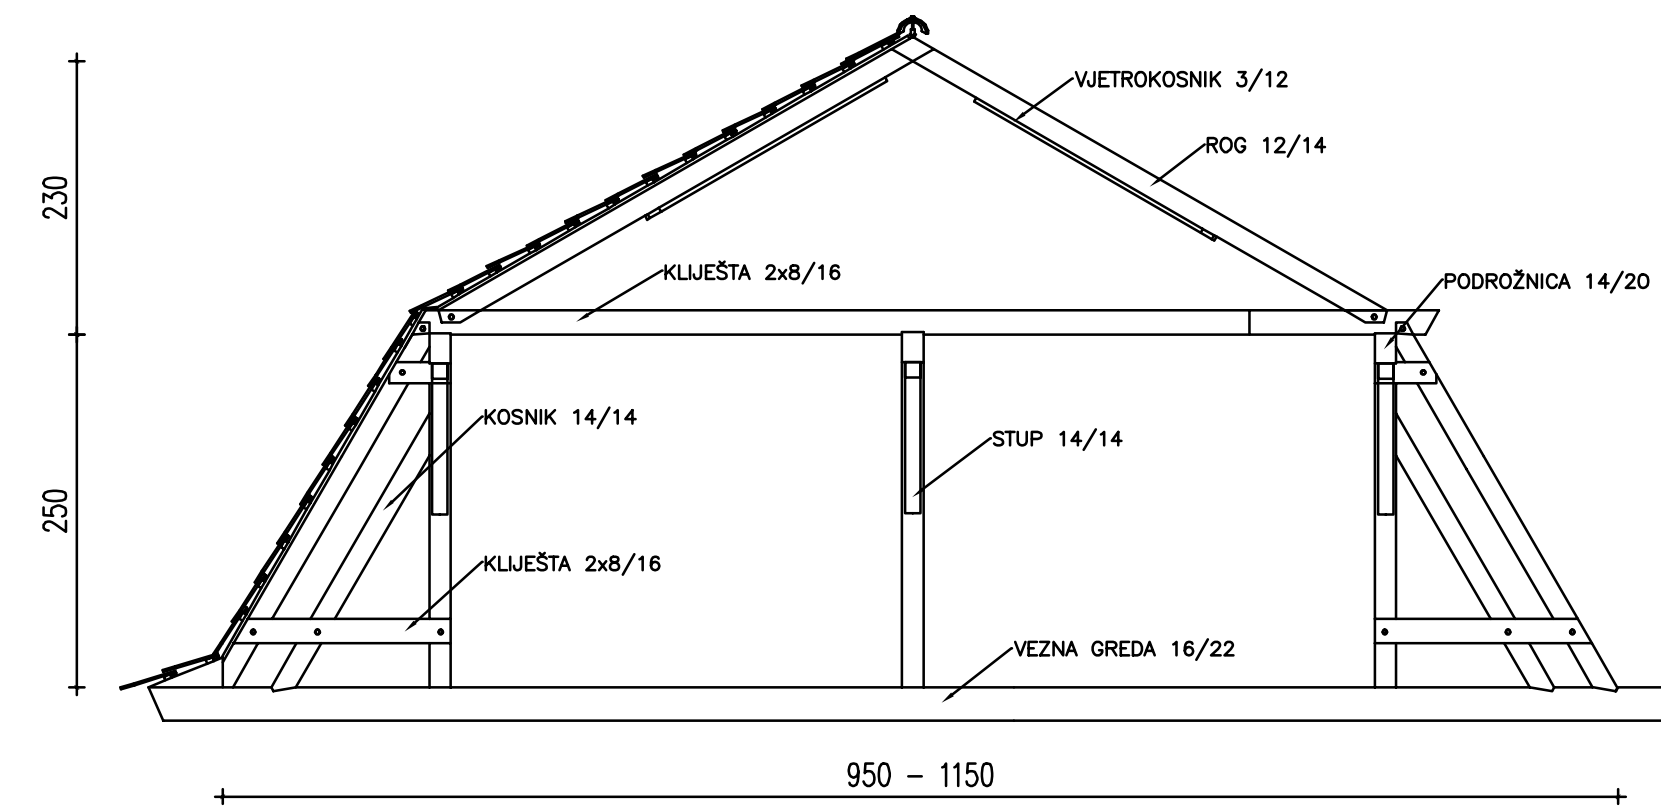 VJETROKOSNIK 3/12
ROG 12/14
230
KLIJEŠTA 2x8/16
PODROŽNICA 14/20
KOSNIK 14/14
STUP 14/14
250
KLIJEŠTA 2x8/16
VEZNA GREDA 16/22
950 – 1150